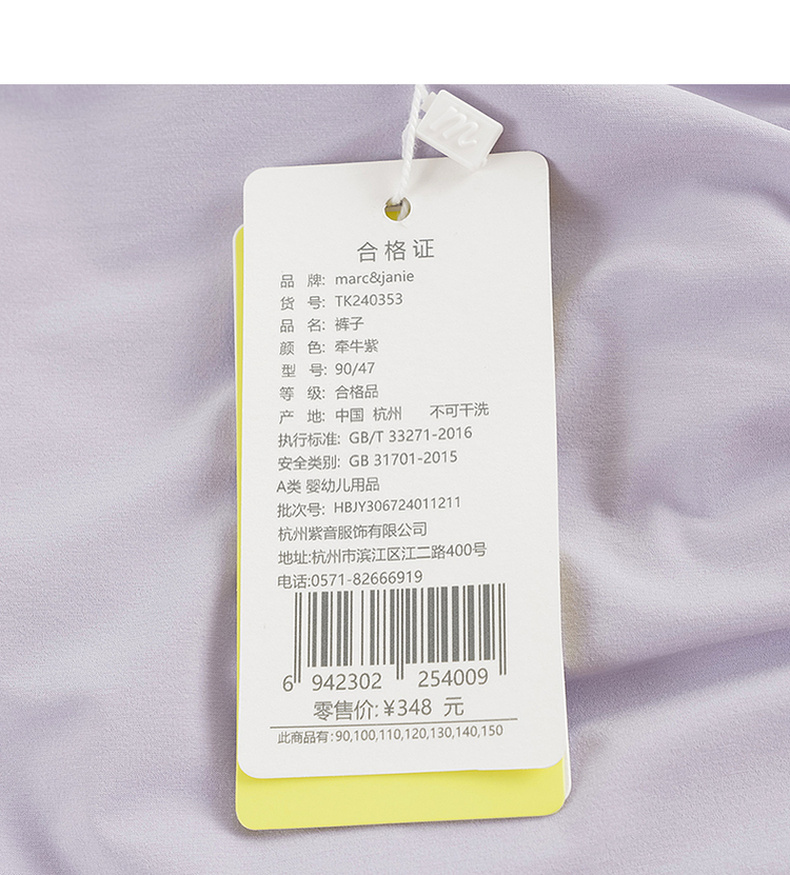 m
合格证
品 牌: marc&janie
货 号: TK240353
品 名: 裤子
颜 色: 牵牛紫
型 号: 90/47
等 级: 合格品
产 地: 中国 杭州 不可干洗
执行标准: GB/T 33271-2016
安全类别: GB 31701-2015
A类 婴幼儿用品
批次号: HBJY306724011211
杭州紫音服饰有限公司
地址:杭州市滨江区江二路400号
电话:0571-82666919
6 942302 254009
零售价:¥348 元
此商品有:90,100,110,120,130,140,150